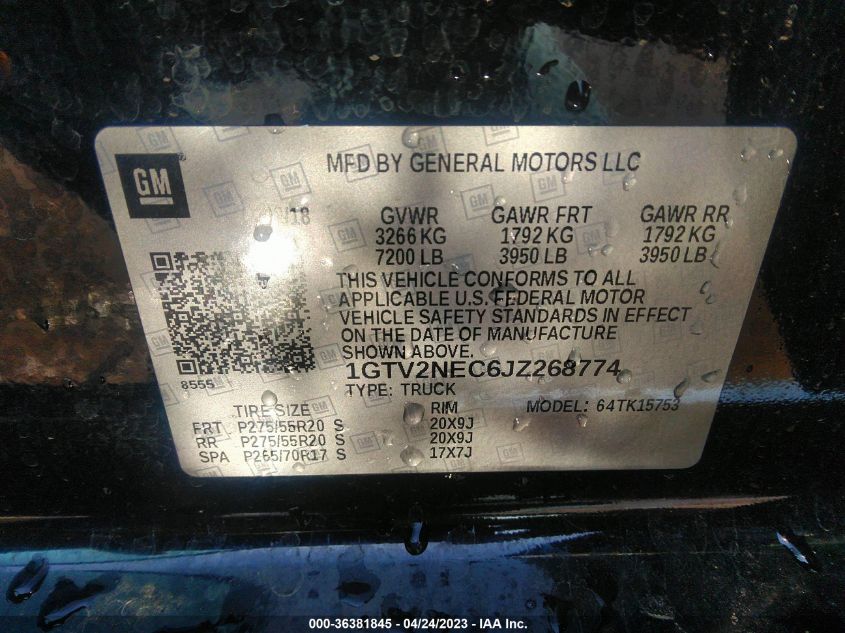 GM
MFD BY GENERAL MOTORS LLC
/18
GVWR GAWR FRT GAWR RR
3266 KG 1792 KG 1792 KG
7200 LB 3950 LB 3950 LB
THIS VEHICLE CONFORMS TO ALL
APPLICABLE U.S. FEDERAL MOTOR
VEHICLE SAFETY STANDARDS IN EFFECT
ON THE DATE OF MANUFACTURE
SHOWN ABOVE.
1GTV2NEC6JZ268774
8555
TYPE: TRUCK
TIRE SIZE RIM MODEL: 64TK15753
FRT P275/55R20 S 20X9J
RR P275/55R20 S 20X9J
SPA P265/70R17 S 17X7J
000-36381845 - 04/24/2023 - IAA Inc.